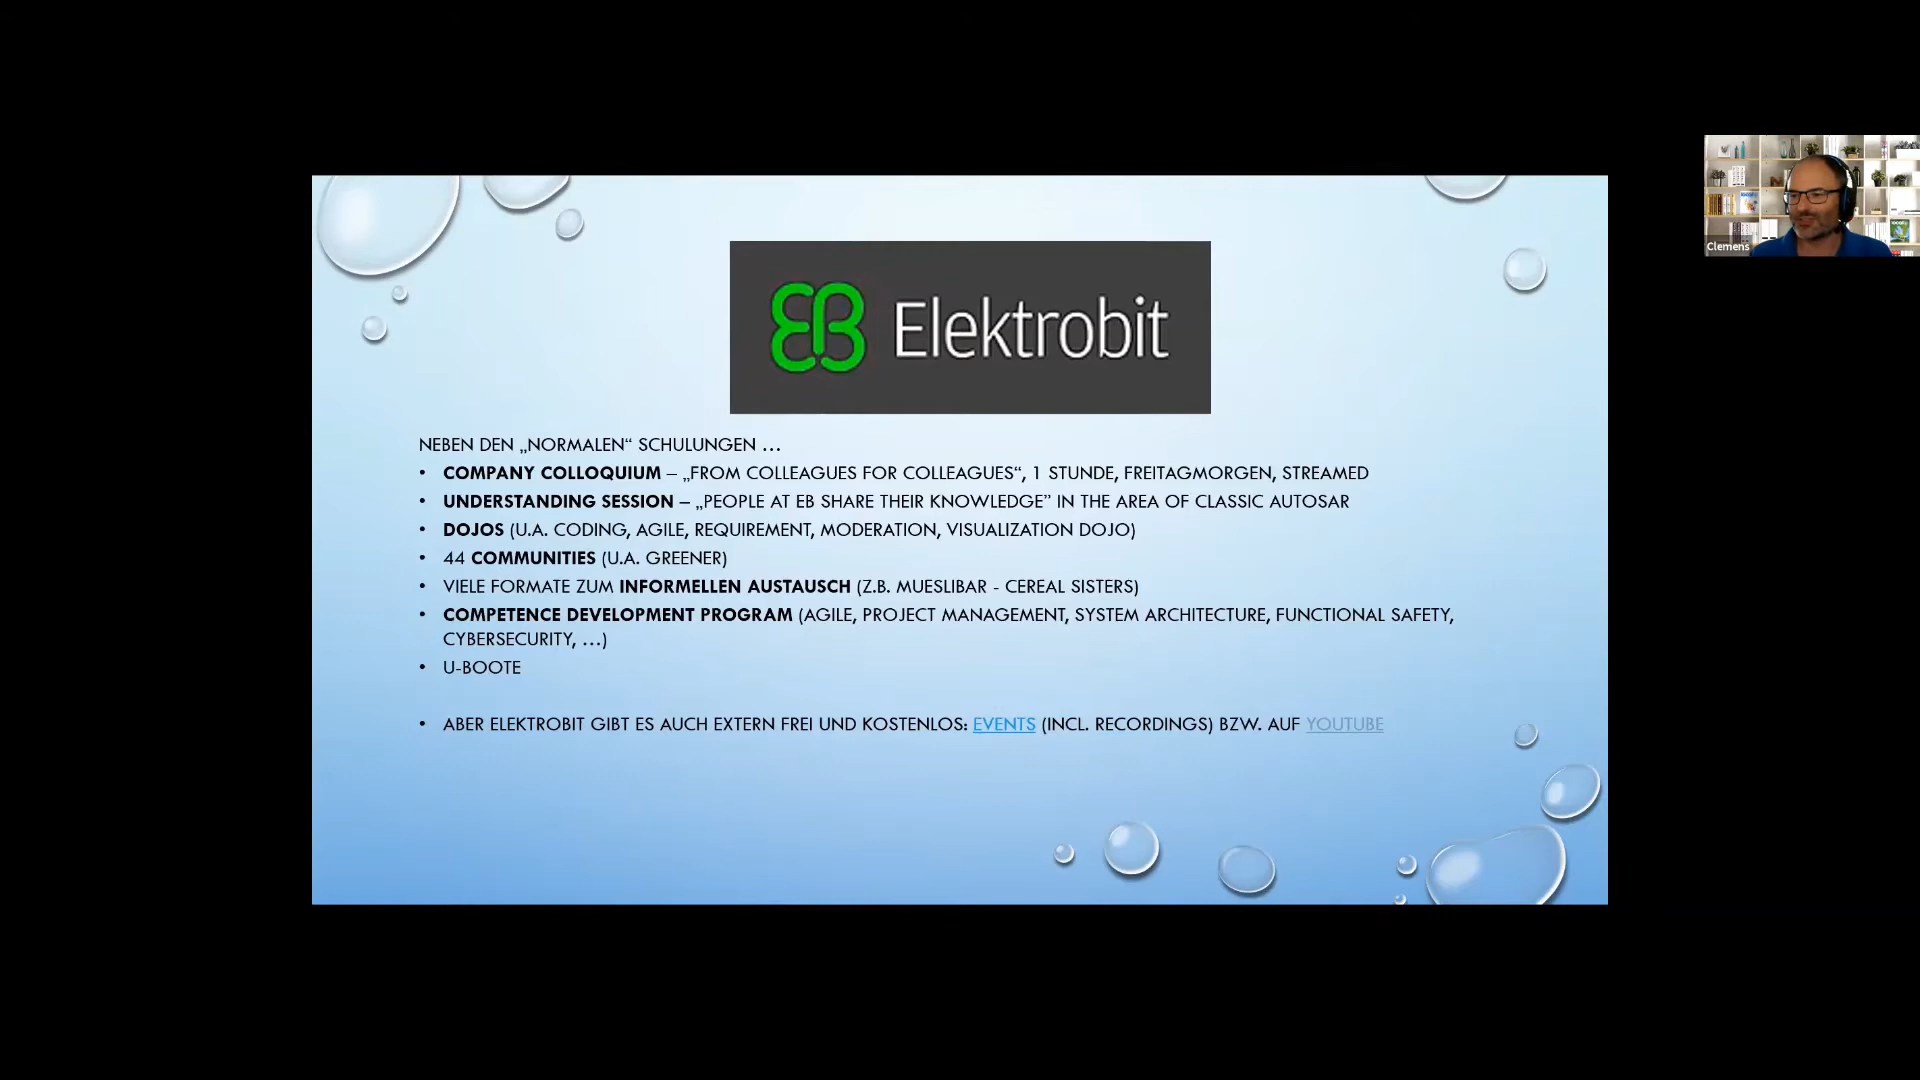 EB Elektrobit
NEBEN DEN „NORMALEN“ SCHULUNGEN …
• COMPANY COLLOQUIUM – „FROM COLLEAGUES FOR COLLEAGUES“, 1 STUNDE, FREITAGMORGEN, STREAMED
• UNDERSTANDING SESSION – „PEOPLE AT EB SHARE THEIR KNOWLEDGE” IN THE AREA OF CLASSIC AUTOSAR
• DOJOS (U.A. CODING, AGILE, REQUIREMENT, MODERATION, VISUALIZATION DOJO)
• 44 COMMUNITIES (U.A. GREENER)
• VIELE FORMATE ZUM INFORMELLEN AUSTAUSCH (Z.B. MUESLIBAR - CEREAL SISTERS)
• COMPETENCE DEVELOPMENT PROGRAM (AGILE, PROJECT MANAGEMENT, SYSTEM ARCHITECTURE, FUNCTIONAL SAFETY,
CYBERSECURITY, …)
• U-BOOTE
• ABER ELEKTROBIT GIBT ES AUCH EXTERN FREI UND KOSTENLOS: EVENTS (INCL. RECORDINGS) BZW. AUF YOUTUBE
Clemens